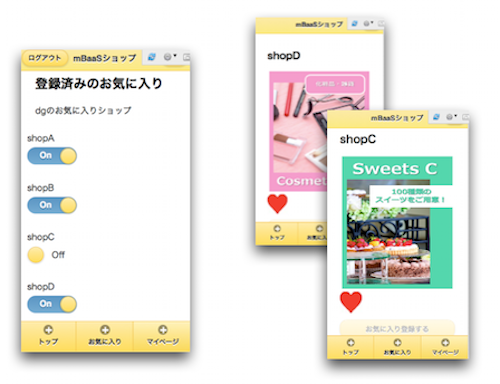 ログアウト mBaaSショップ
登録済みのお気に入り
dgのお気に入りショップ
shopA
On
shopB
On
shopC
Off
shopD
On
トップ お気に入り マイページ
mBaaSショップ
shopD
化粧品・雑貨
Cosmet
トップ お気に入
mBaaSショップ
shopC
Sweets C
100種類の
スイーツをご用意！
お気に入り登録する
トップ お気に入り マイページ